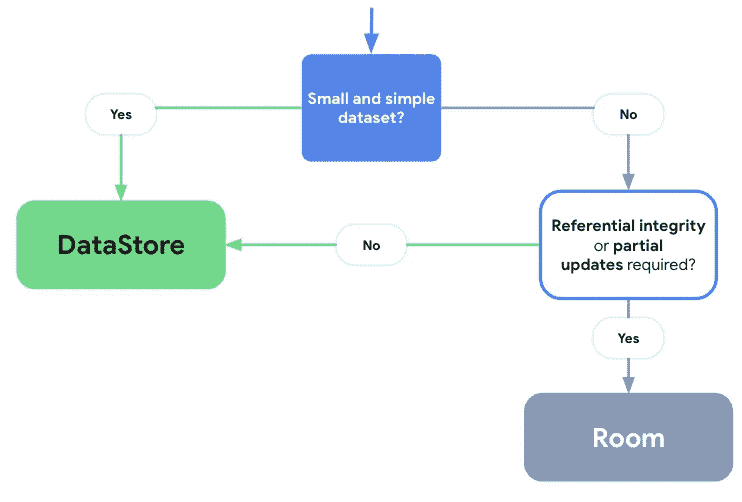 Small and simple
dataset?
Yes
No
DataStore
No
Referential integrity
or partial
updates required?
Yes
Room